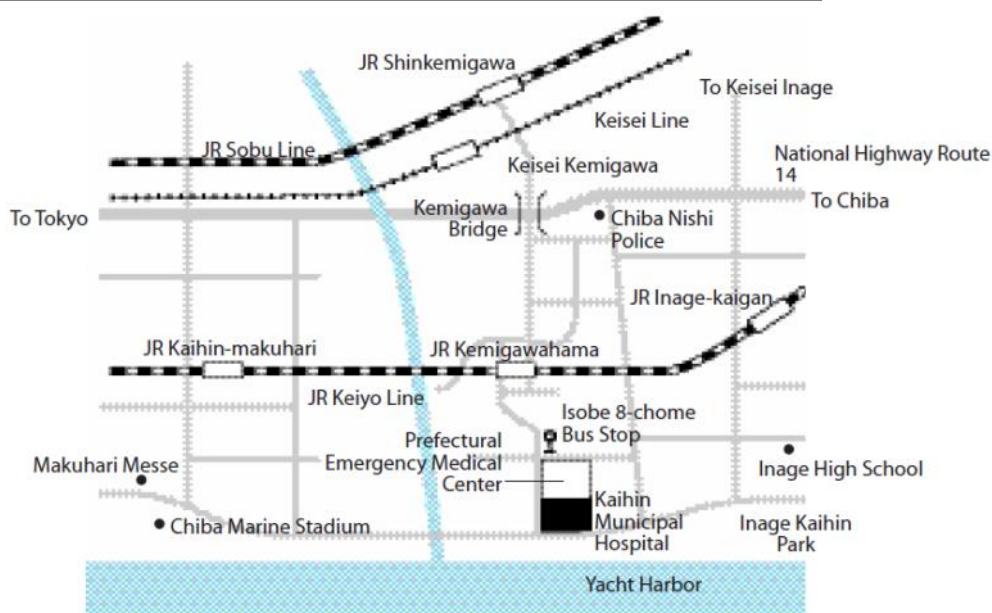 JR Shinkemigawa
To Keisei Inage
Keisei Line
JR Sobu Line
Keisei Kemigawa
National Highway Route
14
To Tokyo
Kemigawa
Bridge
To Chiba
Chiba Nishi
Police
JR Inage-kaigan
JR Kaihin-makuhari
JR Kemigawahama
JR Keiyo Line
Isobe 8-chome
Bus Stop
Prefectural
Emergency Medical
Center
Makuhari Messe
Inage High School
Kaihin
Municipal
Hospital
Chiba Marine Stadium
Inage Kaihin
Park
Yacht Harbor